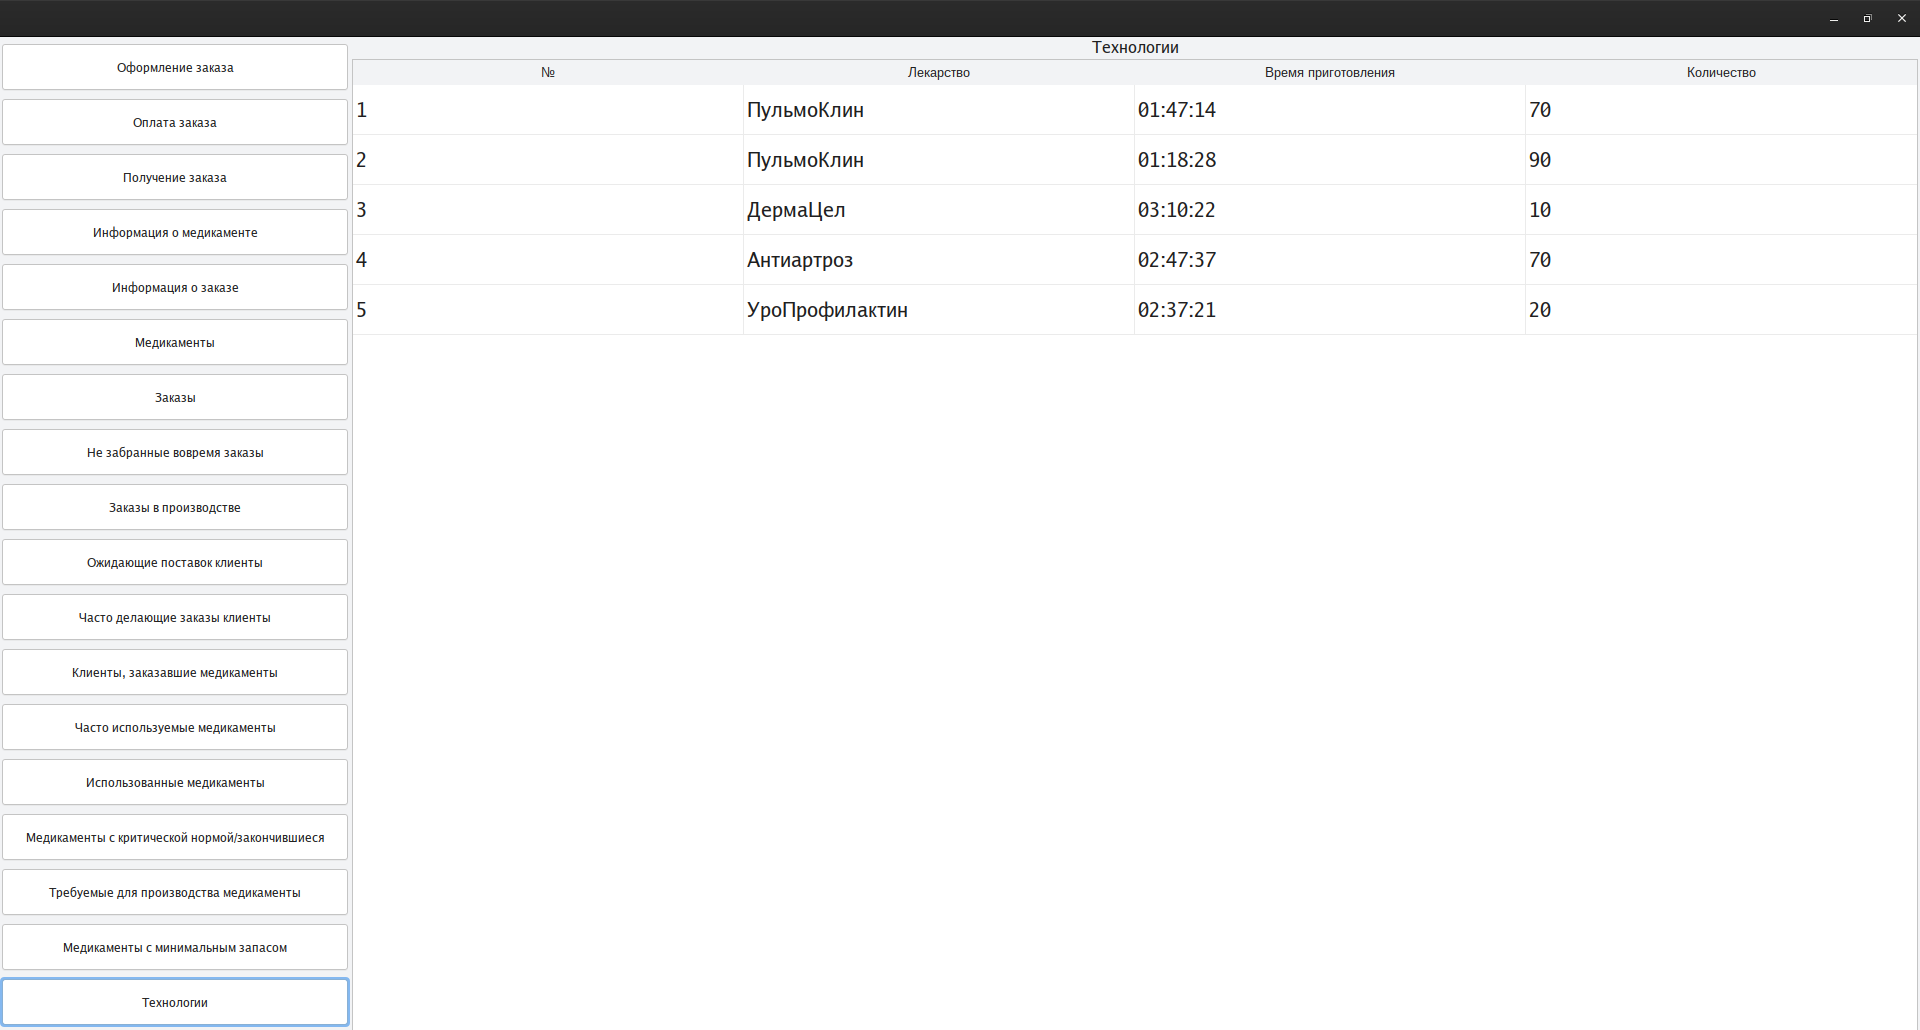 Оформление заказа
Оплата заказа
Получение заказа
Информация о медикаменте
Информация о заказе
Медикаменты
Заказы
Не забранные вовремя заказы
Заказы в производстве
Ожидающие поставок клиенты
Часто делающие заказы клиенты
Клиенты, заказавшие медикаменты
Часто используемые медикаменты
Использованные медикаменты
Медикаменты с критической нормой/закончившиеся
Требуемые для производства медикаменты
Медикаменты с минимальным запасом
Технологии
Технологии
№ Лекарство Время приготовления Количество
1 ПульмоКлин 01:47:14 70
2 ПульмоКлин 01:18:28 90
3 ДермаЦел 03:10:22 10
4 Антиартроз 02:47:37 70
5 УроПрофилактин 02:37:21 20